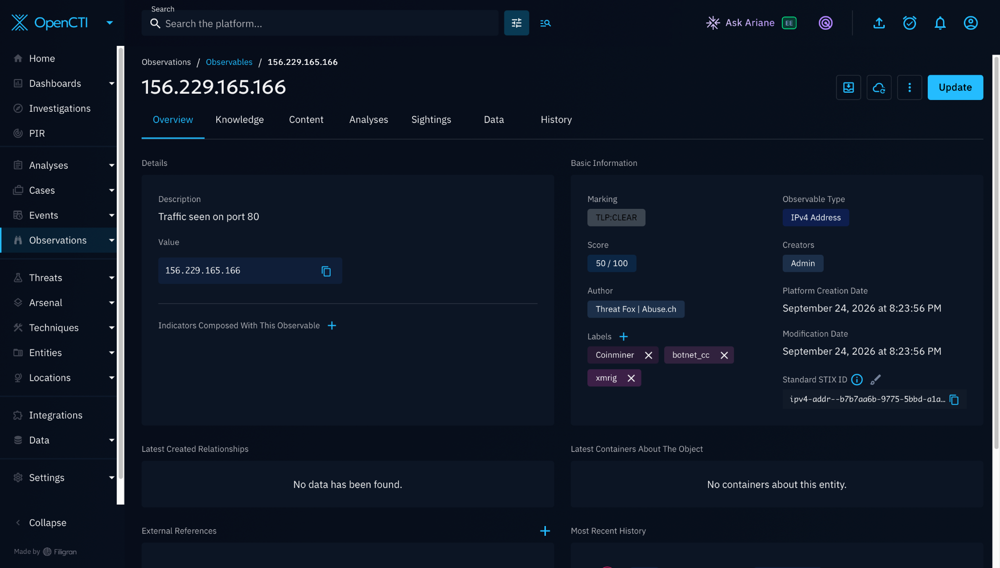 OpenCTI
Search
Search the platform...
Ask Ariane
EE
Home
Dashboards
Investigations
PIR
Analyses
Cases
Events
Observations
Threats
Arsenal
Techniques
Entities
Locations
Integrations
Data
Settings
Collapse
Made by Filigran
Observations / Observables / 156.229.165.166
156.229.165.166
Update
Overview
Knowledge
Content
Analyses
Sightings
Data
History
Details
Description
Traffic seen on port 80
Value
156.229.165.166
Indicators Composed With This Observable
Basic Information
Marking
TLP:CLEAR
Score
50 / 100
Author
Threat Fox | Abuse.ch
Labels
Coinminer
botnet_cc
xmrig
Observable Type
IPv4 Address
Creators
Admin
Platform Creation Date
September 24, 2026 at 8:23:56 PM
Modification Date
September 24, 2026 at 8:23:56 PM
Standard STIX ID
ipv4-addr--b7b7aa6b-9775-5bbd-a1a…
Latest Created Relationships
No data has been found.
Latest Containers About The Object
No containers about this entity.
External References
Most Recent History